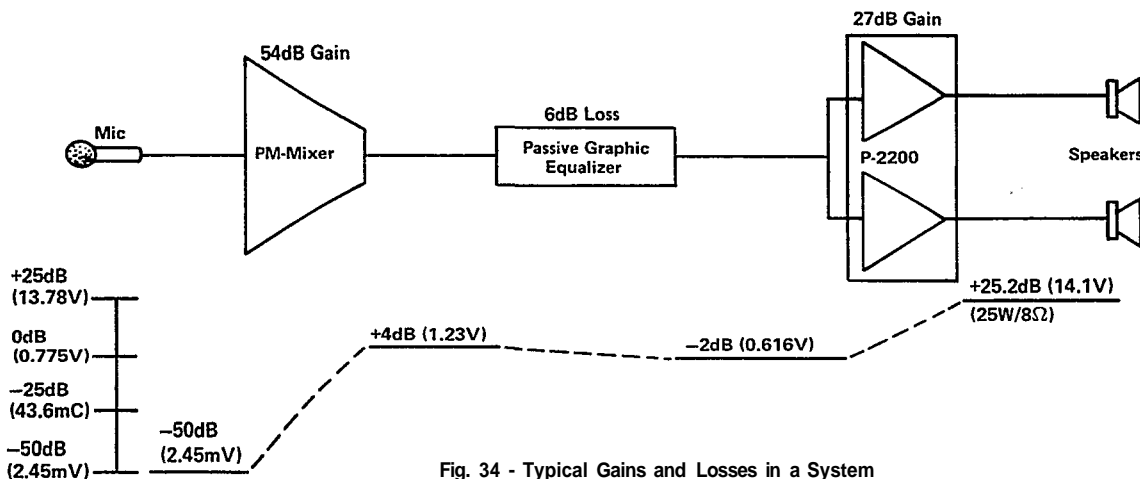 27dB Gain
54dB Gain
6dB Loss
Mic
PM-Mixer
Passive Graphic
Equalizer
P-2200
Speakers
+25dB
(13.78V)
0dB
(0.775V)
−25dB
(43.6mC)
−50dB
(2.45mV)
−50dB
(2.45mV)
+4dB (1.23V)
−2dB (0.616V)
+25.2dB (14.1V)
(25W/8Ω)
Fig. 34 - Typical Gains and Losses in a System